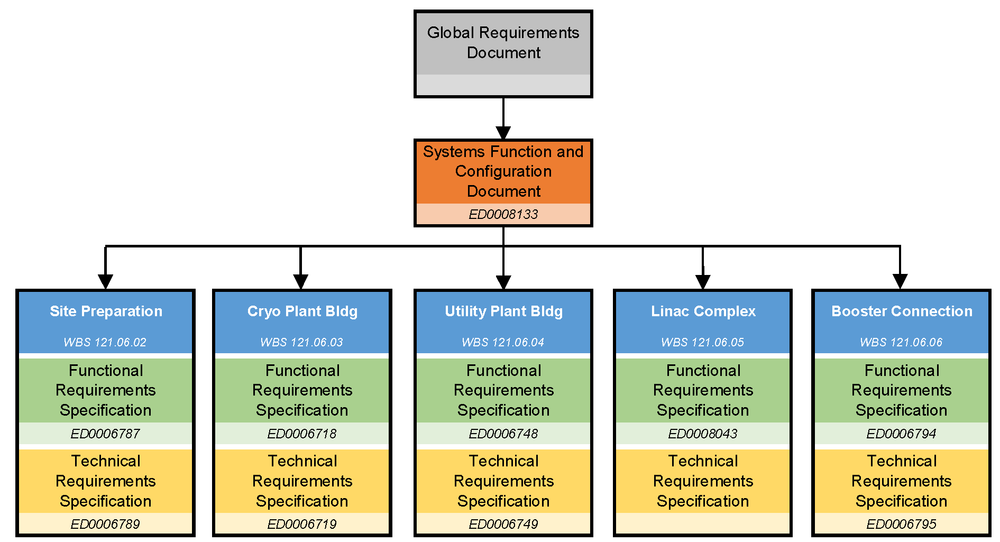 Global Requirements
Document
Systems Function and
Configuration
Document
ED0008133
Site Preparation
WBS 121.06.02
Functional
Requirements
Specification
ED0006787
Technical
Requirements
Specification
ED0006789
Cryo Plant Bldg
WBS 121.06.03
Functional
Requirements
Specification
ED0006718
Technical
Requirements
Specification
ED0006719
Utility Plant Bldg
WBS 121.06.04
Functional
Requirements
Specification
ED0006748
Technical
Requirements
Specification
ED0006749
Linac Complex
WBS 121.06.05
Functional
Requirements
Specification
ED0008043
Technical
Requirements
Specification
Booster Connection
WBS 121.06.06
Functional
Requirements
Specification
ED0006794
Technical
Requirements
Specification
ED0006795